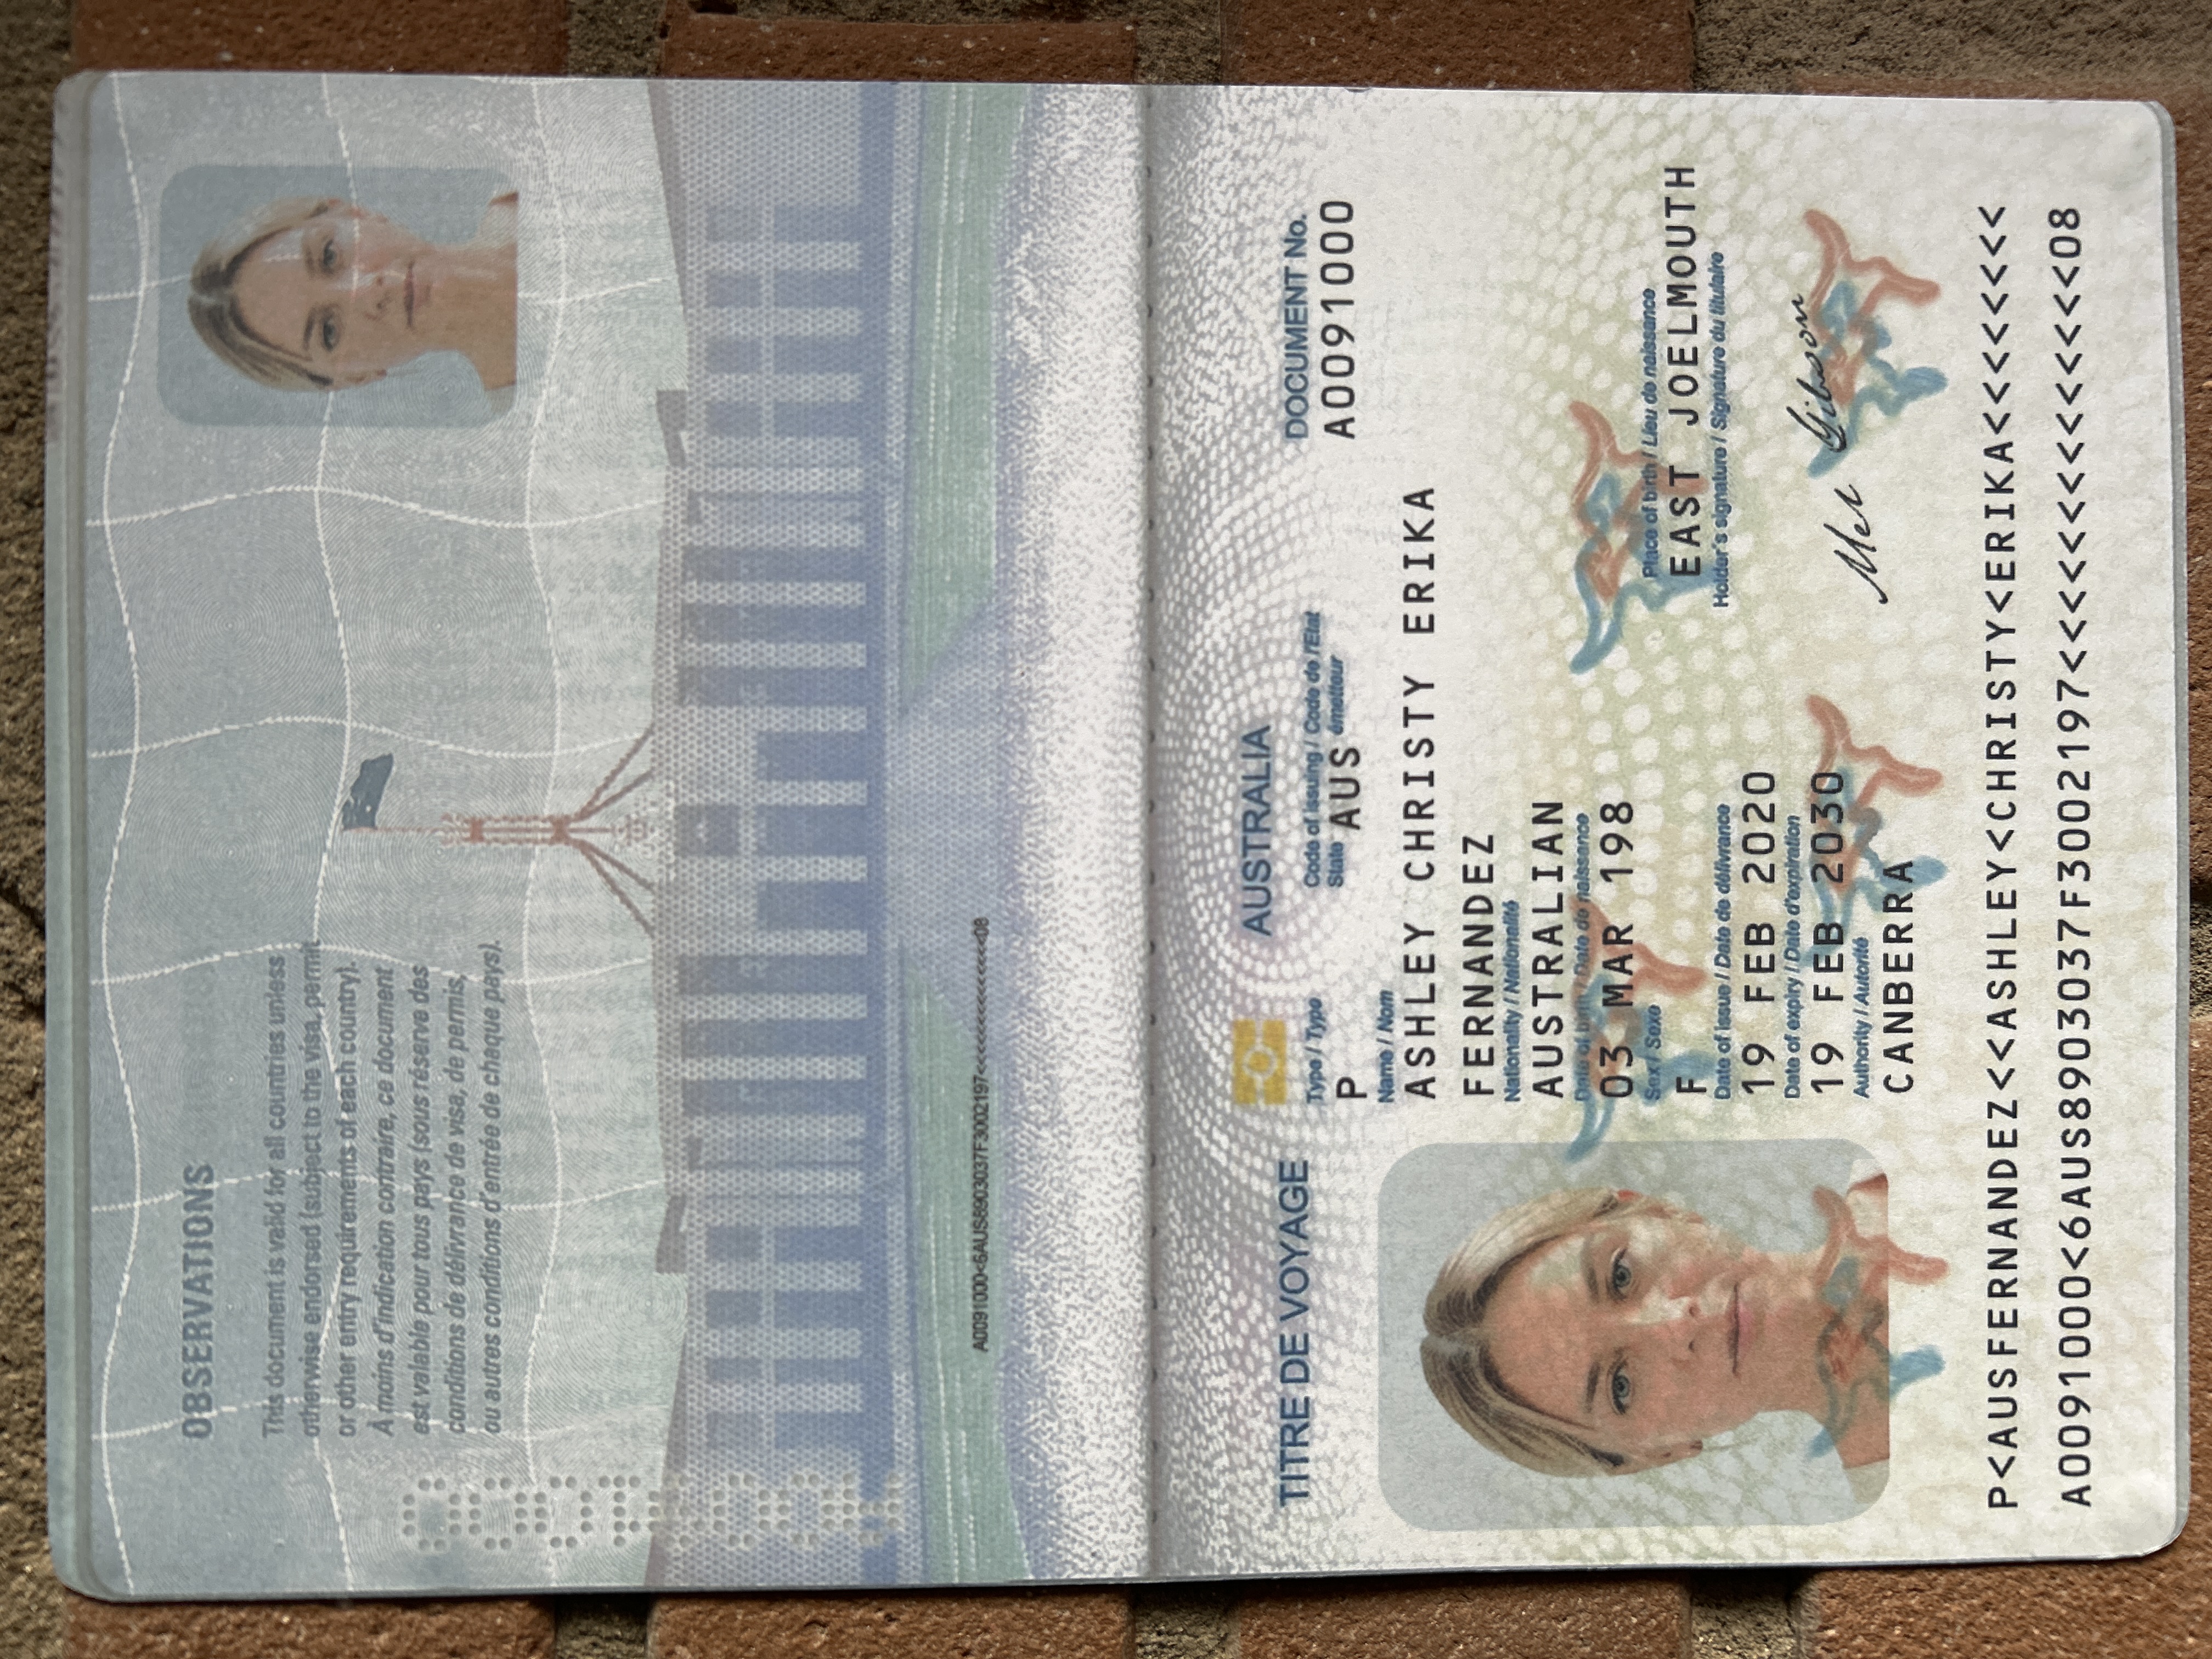 OBSERVATIONS
This document is valid for all countries unless
otherwise endorsed (subject to the visa, permit
or other entry requirements of each country).
À moins d'indication contraire, ce document
est valable pour tous pays (sous réserve des
conditions de délivrance de visa, de permis,
ou autres conditions d'entrée de chaque pays).
A0091000<6AUS8903037F3002197<<<<<<<<<<<<<<08
AUSTRALIA
TITRE DE VOYAGE
DOCUMENT No.
Type / Type
Code of issuing / Code de l'Etat
State AUS émetteur
P
A0091000
Name / Nom
ASHLEY CHRISTY ERIKA
FERNANDEZ
Nationality / Nationalité
AUSTRALIAN
Date of birth / Date de naissance
03 MAR 198
Sex / Sexe
Place of birth / Lieu de naissance
F
EAST JOELMOUTH
Date of issue / Date de délivrance
Holder's signature / Signature du titulaire
19 FEB 2020
Date of expiry / Date d'expiration
19 FEB 2030
Mel Gibson
Authority / Autorité
CANBERRA
P<AUSFERNANDEZ<<ASHLEY<CHRISTY<ERIKA<<<<<<<<
A0091000<6AUS8903037F3002197<<<<<<<<<<<<<<08